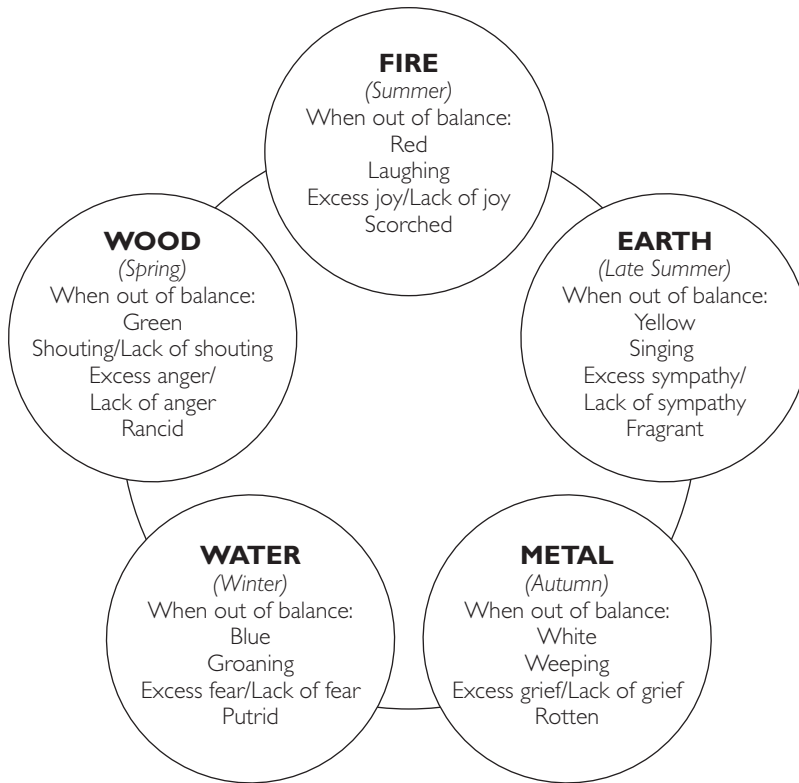 FIRE
(Summer)
When out of balance:
Red
Laughing
Excess joy/Lack of joy
Scorched
WOOD
(Spring)
When out of balance:
Green
Shouting/Lack of shouting
Excess anger/
Lack of anger
Rancid
EARTH
(Late Summer)
When out of balance:
Yellow
Singing
Excess sympathy/
Lack of sympathy
Fragrant
WATER
(Winter)
When out of balance:
Blue
Groaning
Excess fear/Lack of fear
Putrid
METAL
(Autumn)
When out of balance:
White
Weeping
Excess grief/Lack of grief
Rotten